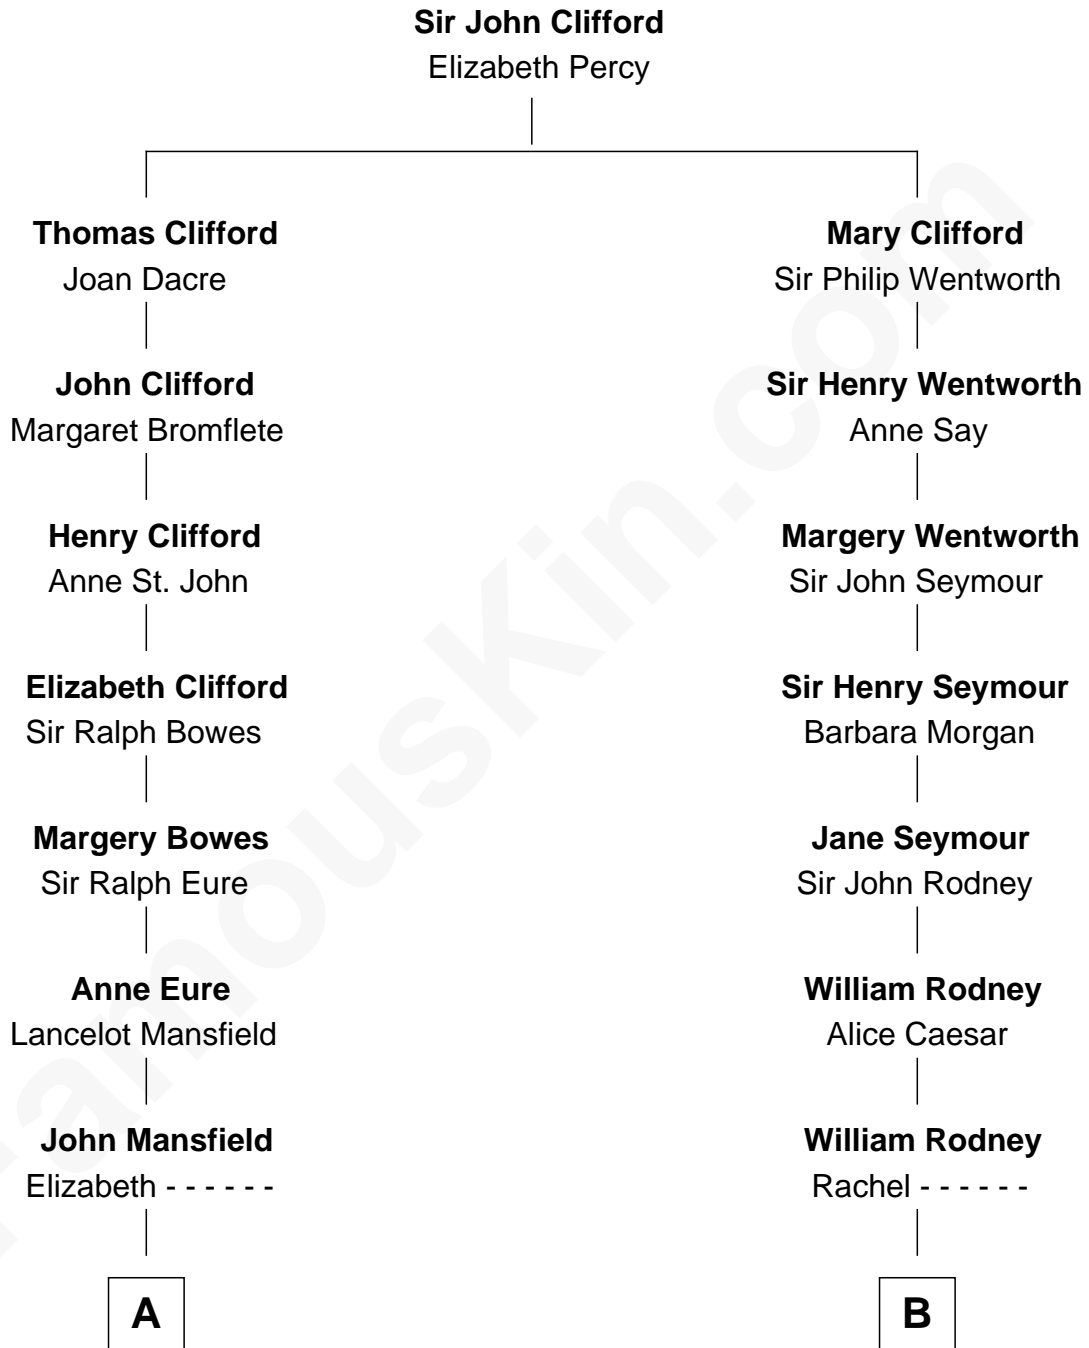 Sir John Clifford
Elizabeth Percy
Thomas Clifford
Joan Dacre
Mary Clifford
Sir Philip Wentworth
John Clifford
Margaret Bromflete
Sir Henry Wentworth
Anne Say
Henry Clifford
Anne St. John
Margery Wentworth
Sir John Seymour
Elizabeth Clifford
Sir Ralph Bowes
Sir Henry Seymour
Barbara Morgan
Margery Bowes
Sir Ralph Eure
Jane Seymour
Sir John Rodney
Anne Eure
Lancelot Mansfield
William Rodney
Alice Caesar
John Mansfield
Elizabeth - - - - - -
William Rodney
Rachel - - - - - -
A
B
FamousKin.com